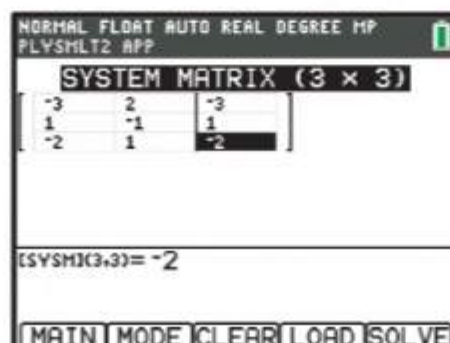 NORMAL FLOAT AUTO REAL DEGREE MP
PLYSMLT2 APP
SYSTEM MATRIX (3 × 3)
-3 2 -3
1 -1 1
-2 1 -2
[SYSM](3,3)= -2
MAIN MODE CLEAR LOAD SOLVE